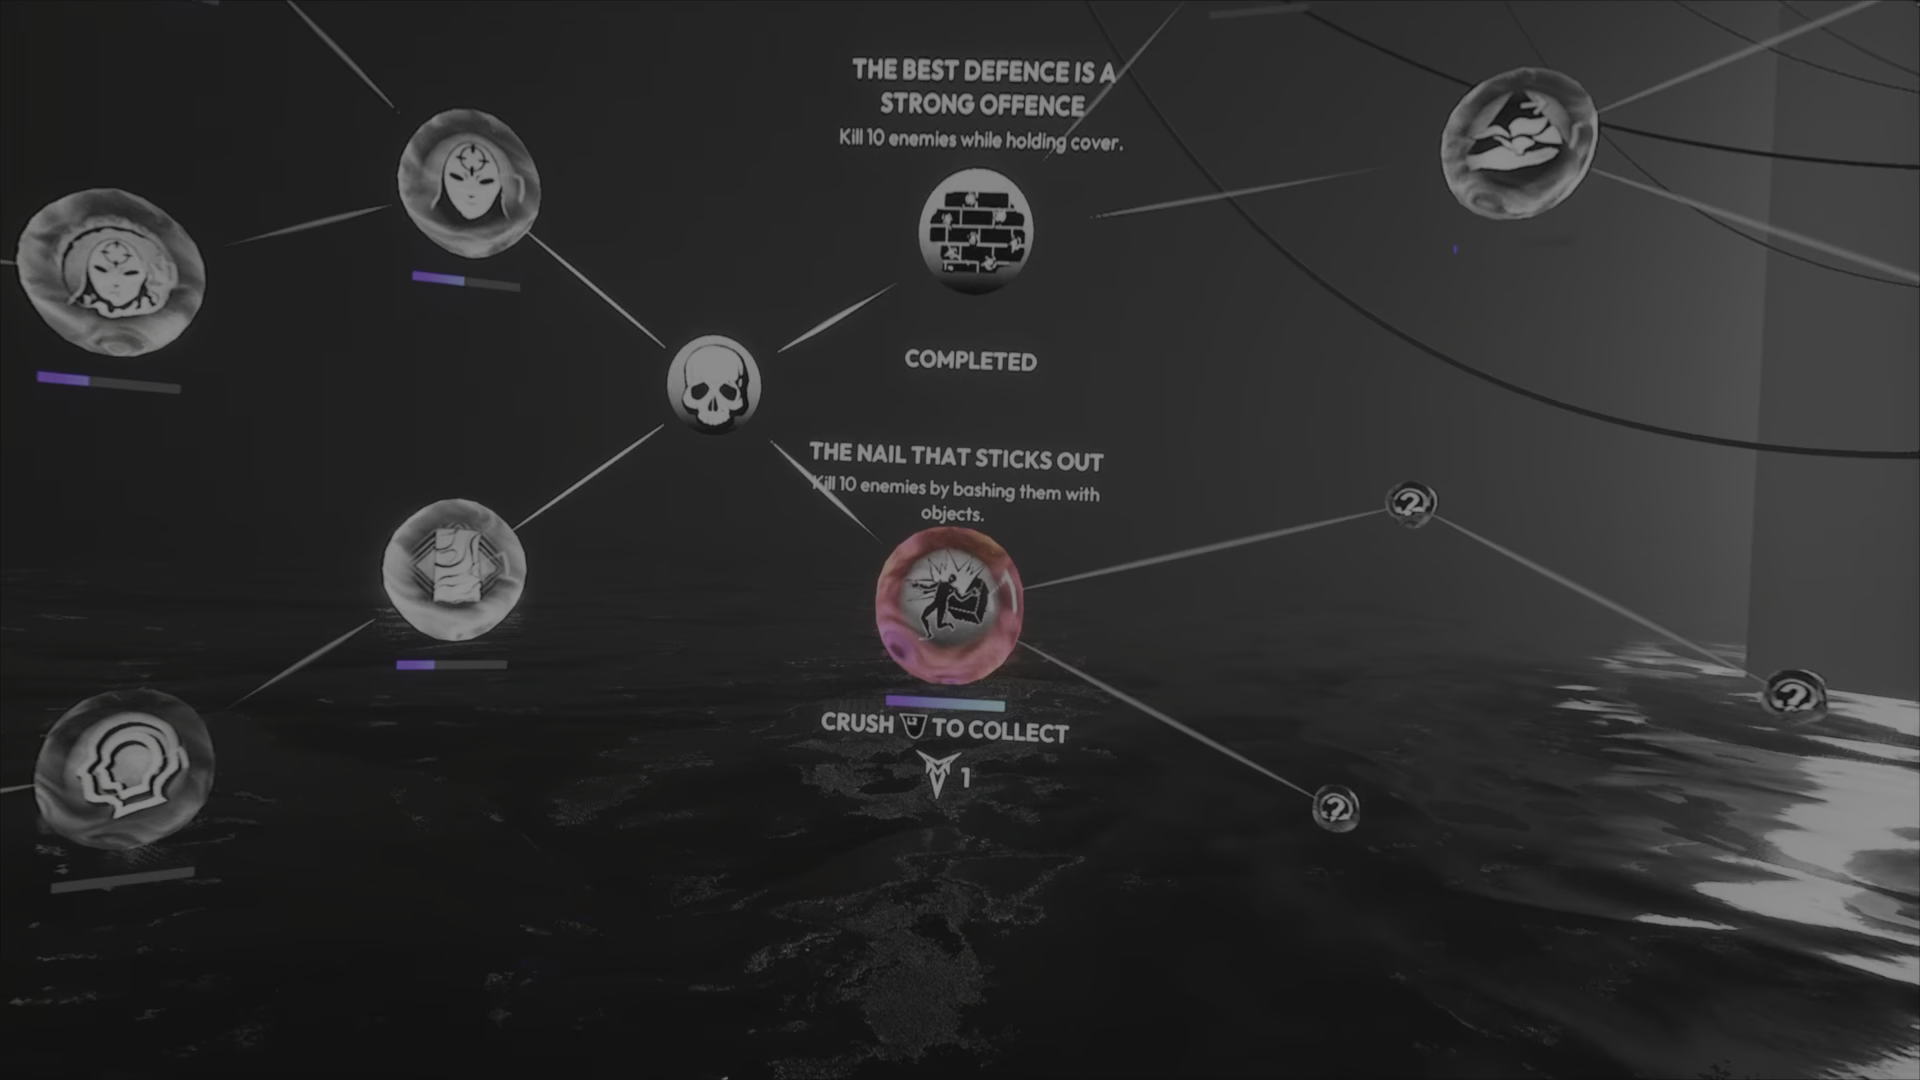 THE BEST DEFENCE IS A
STRONG OFFENCE
Kill 10 enemies while holding cover.
COMPLETED
THE NAIL THAT STICKS OUT
Kill 10 enemies by bashing them with
objects.
CRUSH L2 TO COLLECT
1
?
?
?